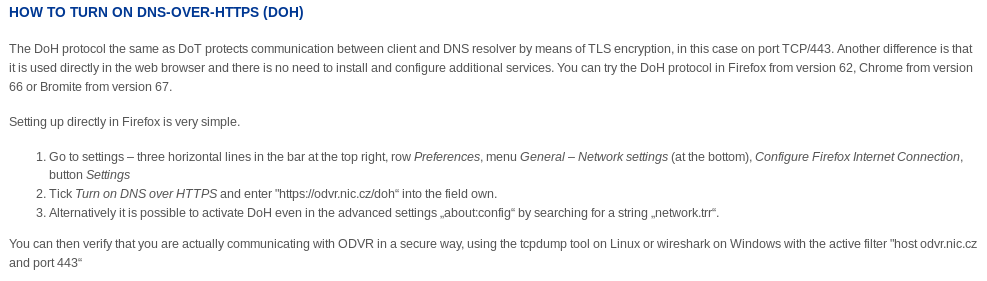 HOW TO TURN ON DNS-OVER-HTTPS (DOH)
The DoH protocol the same as DoT protects communication between client and DNS resolver by means of TLS encryption, in this case on port TCP/443. Another difference is that
it is used directly in the web browser and there is no need to install and configure additional services. You can try the DoH protocol in Firefox from version 62, Chrome from version
66 or Bromite from version 67.
Setting up directly in Firefox is very simple.
1. Go to settings – three horizontal lines in the bar at the top right, row Preferences, menu General – Network settings (at the bottom), Configure Firefox Internet Connection,
button Settings
2. Tick Turn on DNS over HTTPS and enter "https://odvr.nic.cz/doh“ into the field own.
3. Alternatively it is possible to activate DoH even in the advanced settings „about:config“ by searching for a string „network.trr“.
You can then verify that you are actually communicating with ODVR in a secure way, using the tcpdump tool on Linux or wireshark on Windows with the active filter "host odvr.nic.cz
and port 443“